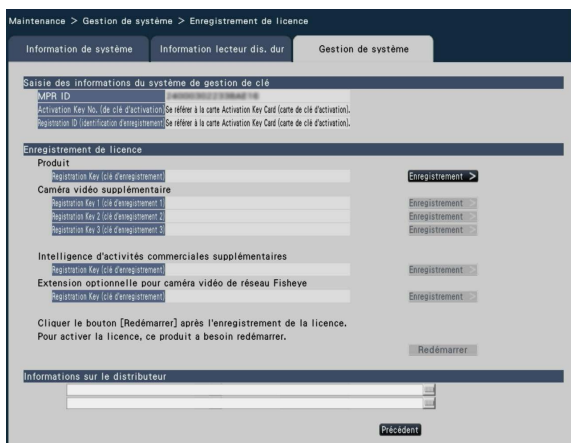 Maintenance > Gestion de système > Enregistrement de licence
Information de système
Information lecteur dis. dur
Gestion de système
Saisie des informations du système de gestion de clé
MPR ID
Activation Key No. (de clé d'activation) Se référer à la carte Activation Key Card (carte de clé d'activation).
Registration ID (identification d'enregistrement) Se référer à la carte Activation Key Card (carte de clé d'activation).
Enregistrement de licence
Produit
Registration Key (clé d'enregistrement) Enregistrement >
Caméra vidéo supplémentaire
Registration Key 1 (clé d'enregistrement 1) Enregistrement >
Registration Key 2 (clé d'enregistrement 2) Enregistrement >
Registration Key 3 (clé d'enregistrement 3) Enregistrement >
Intelligence d'activités commerciales supplémentaires
Registration Key (clé d'enregistrement) Enregistrement >
Extension optionnelle pour caméra vidéo de réseau Fisheye
Registration Key (clé d'enregistrement) Enregistrement >
Cliquer le bouton [Redémarrer] après l'enregistrement de la licence.
Pour activer la licence, ce produit a besoin redémarrer.
Redémarrer
Informations sur le distributeur
Précédent